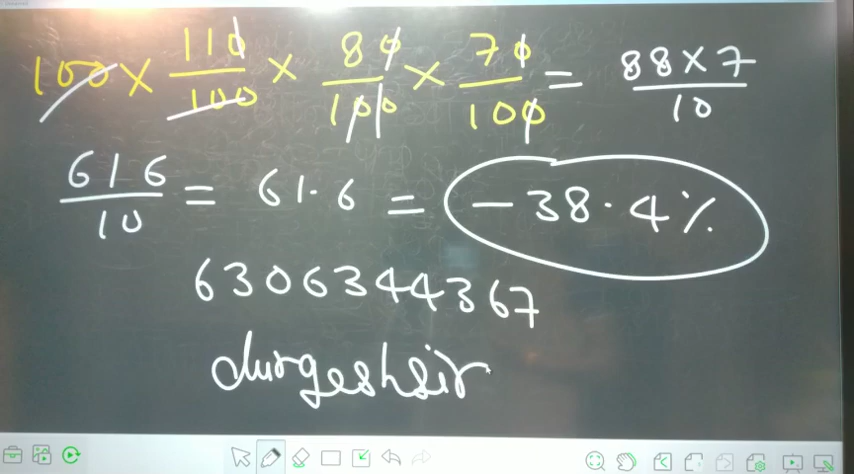 100 × 110/100 × 80/100 × 70/100 = 88×7/10
616/10 = 61.6 = -38.4%
6306344367
durgeshsir